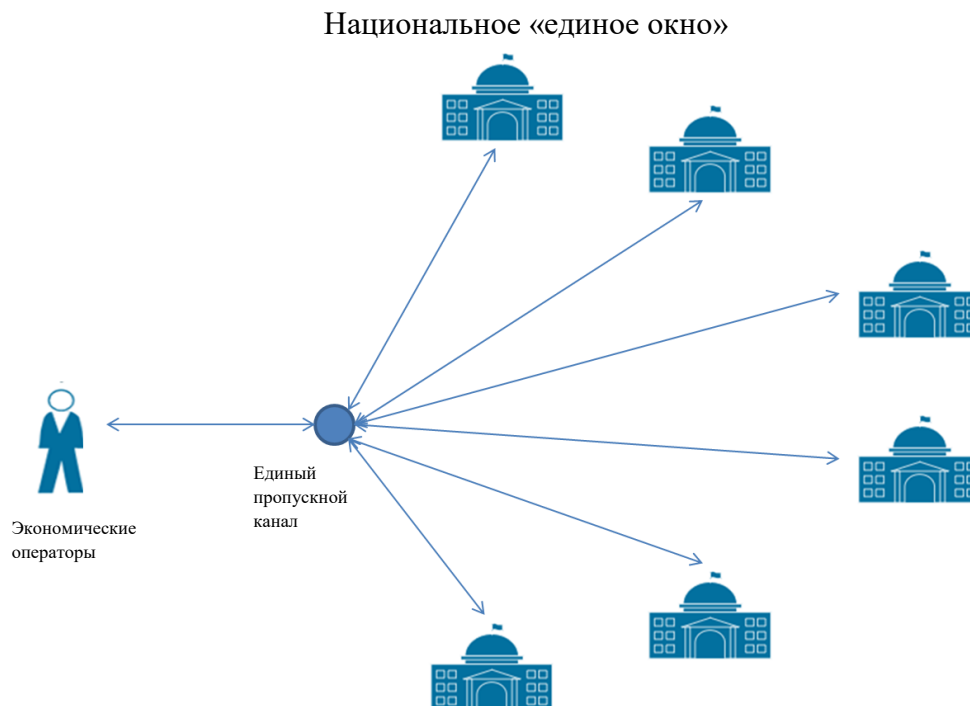 Национальное «единое окно»
Единый
пропускной
канал
Экономические
операторы